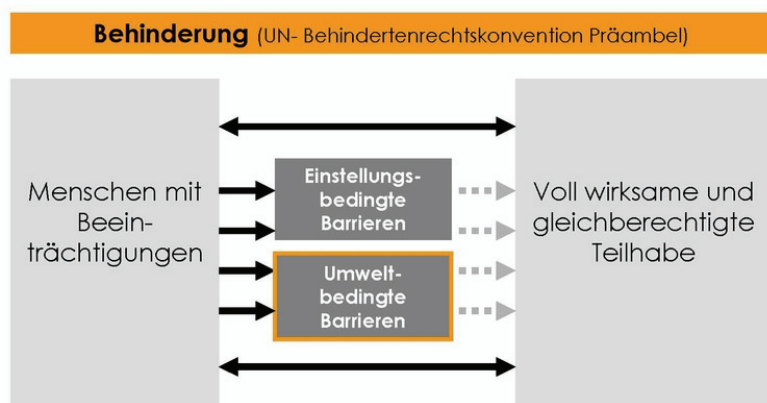 Behinderung (UN- Behindertenrechtskonvention Präambel)
Menschen mit
Beein-
trächtigungen
Einstellungs-
bedingte
Barrieren
Umwelt-
bedingte
Barrieren
Voll wirksame und
gleichberechtigte
Teilhabe